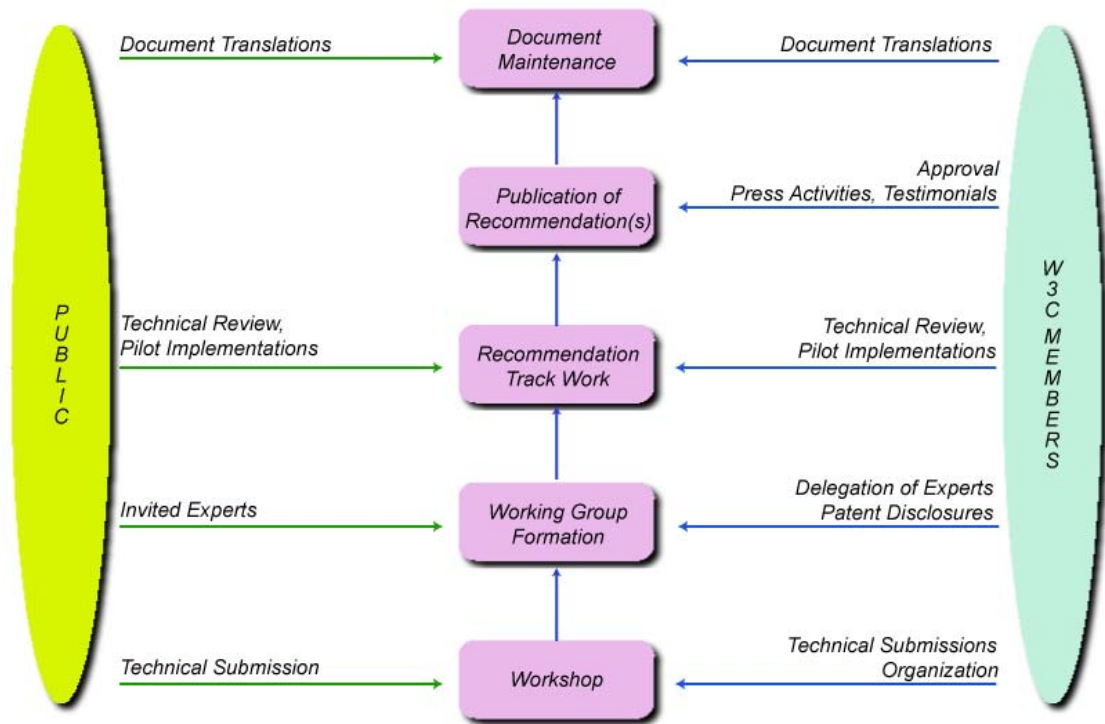 Document Translations
Document
Maintenance
Document Translations
Publication of
Recommendation(s)
Approval
Press Activities, Testimonials
PUBLIC
W3C MEMBERS
Technical Review,
Pilot Implementations
Recommendation
Track Work
Technical Review,
Pilot Implementations
Invited Experts
Working Group
Formation
Delegation of Experts
Patent Disclosures
Technical Submission
Workshop
Technical Submissions
Organization